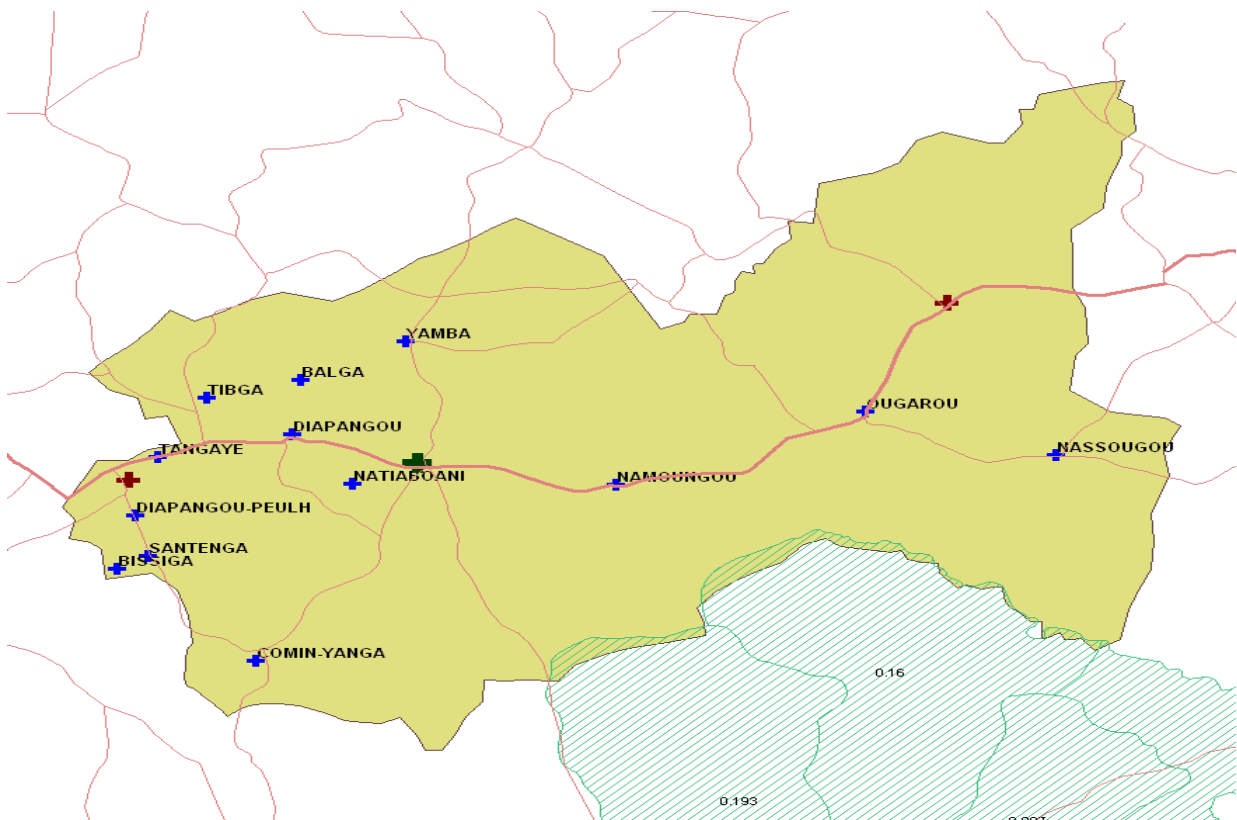 YAMBA
BALGA
TIBGA
OUGAROU
DIAPANGOU
TANGAYE
NASSOUGOU
NATIABOANI
NAMOUNGOU
DIAPANGOU-PEULH
SANTENGA
BISSIGA
COMIN-YANGA
0.16
0.193